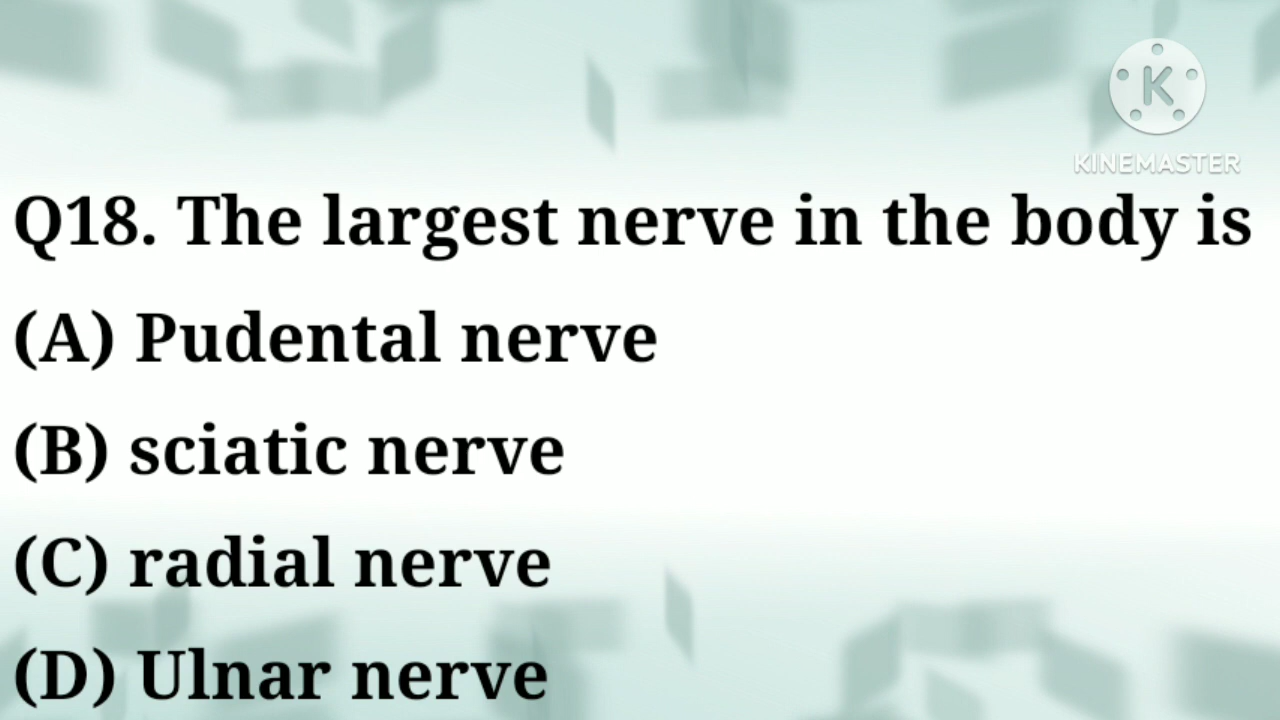 K
KINEMASTER
Q18. The largest nerve in the body is
(A) Pudental nerve
(B) sciatic nerve
(C) radial nerve
(D) Ulnar nerve